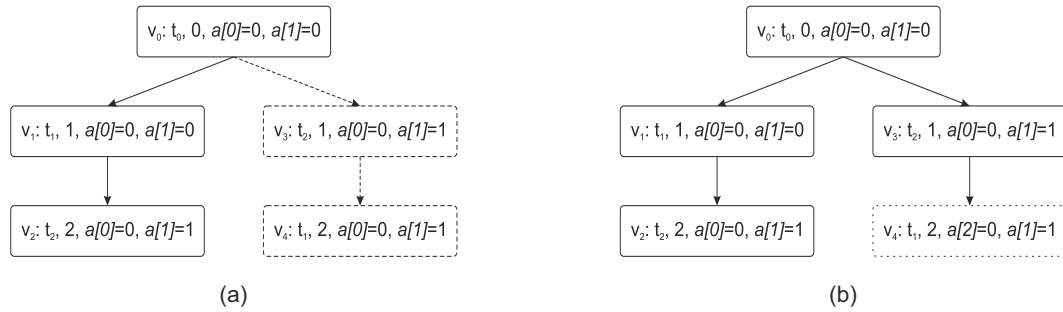 v₀: t₀, 0, a[0]=0, a[1]=0
v₁: t₁, 1, a[0]=0, a[1]=0
v₃: t₂, 1, a[0]=0, a[1]=1
v₂: t₂, 2, a[0]=0, a[1]=1
v₄: t₁, 2, a[0]=0, a[1]=1
(a)
v₀: t₀, 0, a[0]=0, a[1]=0
v₁: t₁, 1, a[0]=0, a[1]=0
v₃: t₂, 1, a[0]=0, a[1]=1
v₂: t₂, 2, a[0]=0, a[1]=1
v₄: t₁, 2, a[2]=0, a[1]=1
(b)